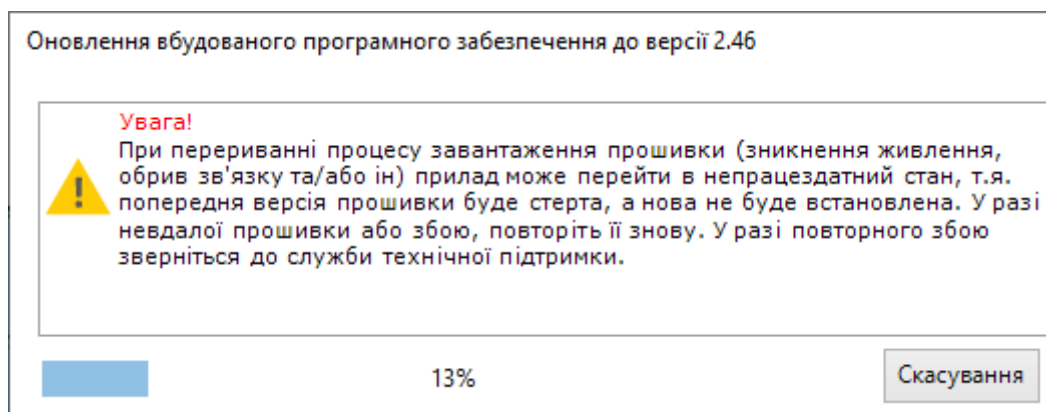 Оновлення вбудованого програмного забезпечення до версії 2.46
Увага!
При перериванні процесу завантаження прошивки (зникнення живлення,
обрив зв'язку та/або ін) прилад може перейти в непрацездатний стан, т.я.
попередня версія прошивки буде стерта, а нова не буде встановлена. У разі
невдалої прошивки або збою, повторіть її знову. У разі повторного збою
зверніться до служби технічної підтримки.
13%
Скасування